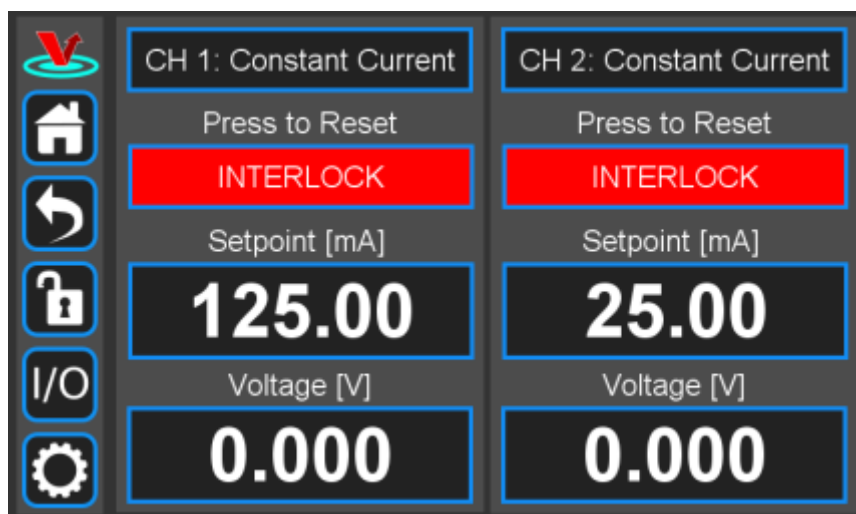 CH 1: Constant Current
Press to Reset
INTERLOCK
Setpoint [mA]
125.00
Voltage [V]
0.000
CH 2: Constant Current
Press to Reset
INTERLOCK
Setpoint [mA]
25.00
Voltage [V]
0.000
I/O